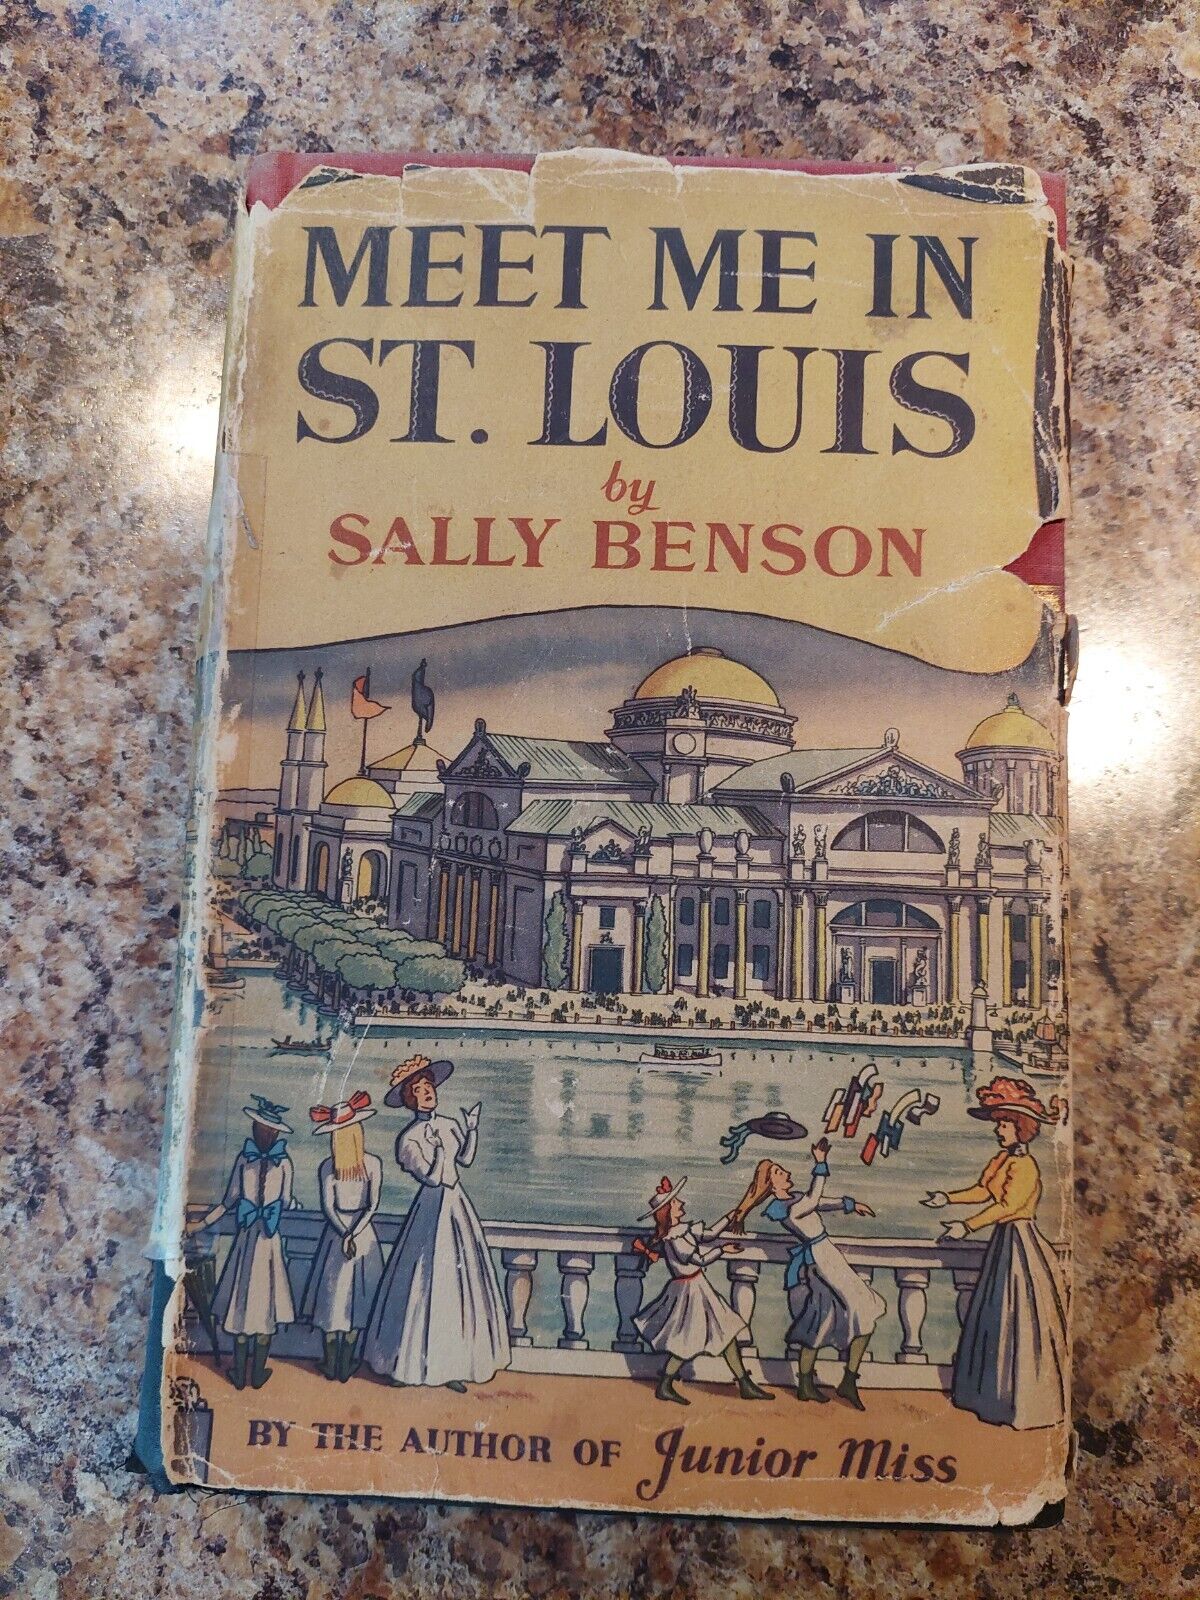 MEET ME IN
ST. LOUIS
by
SALLY BENSON
BY THE AUTHOR OF Junior Miss